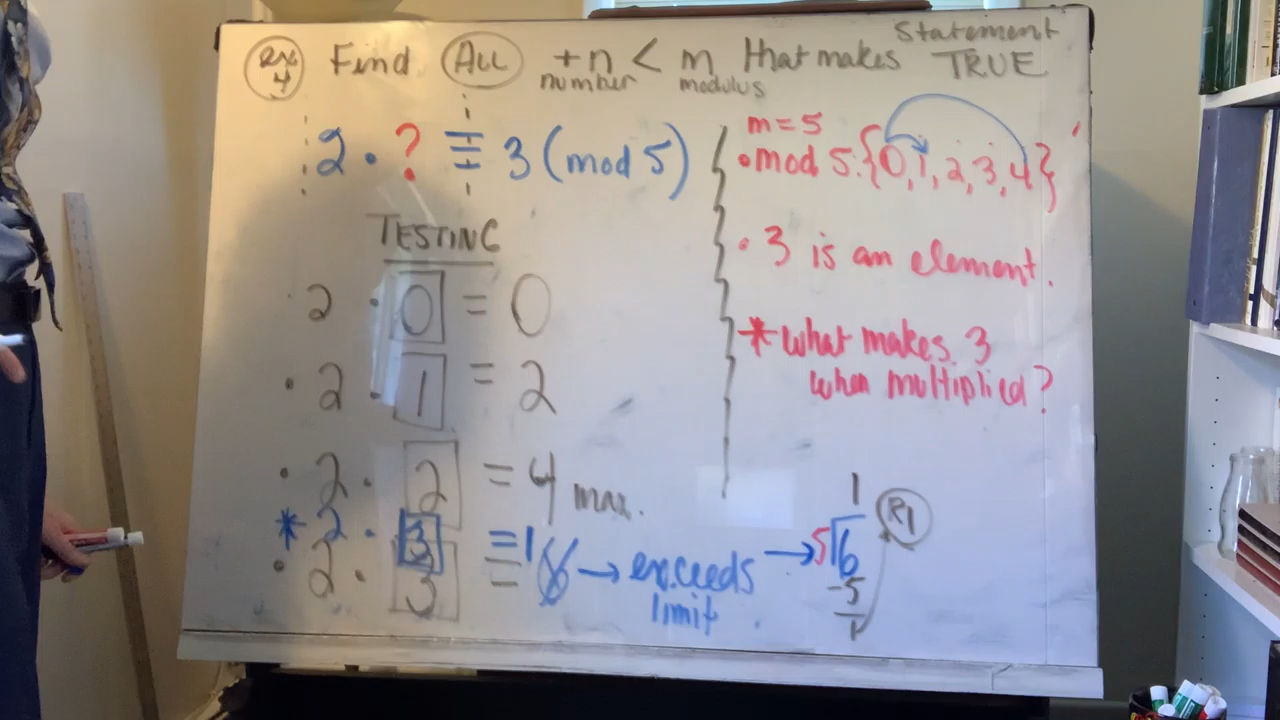 Ex 4 Find ALL +n < m that makes statement TRUE
number modulus
2 · ? ≡ 3 (mod 5)
TESTING
· 2 · 0 = 0
· 2 · 1 = 2
· 2 · 2 = 4 max.
* 2 · 3 = 1
· 2 · 3 = 6 → exceeds limit → 5 6 1 R1
-5
1
m = 5
• mod 5: {0, 1, 2, 3, 4}
• 3 is an element.
* What makes 3
when multiplied?